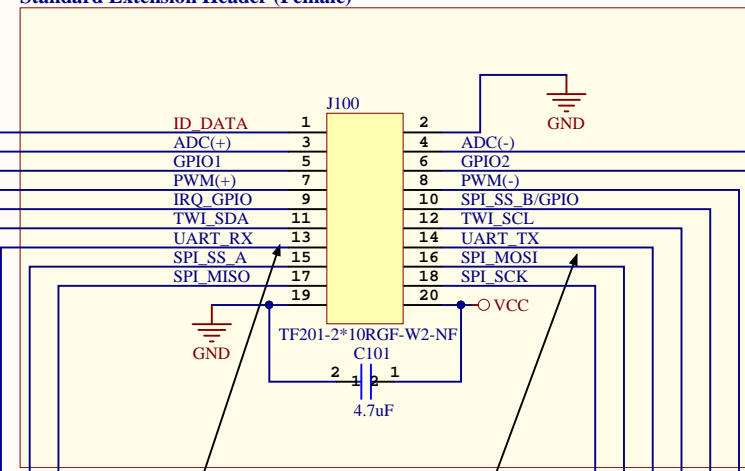 Standard Extension Header (Female)
J100
GND
ID_DATA 1 2
ADC(+) 3 4 ADC(-)
GPIO1 5 6 GPIO2
PWM(+) 7 8 PWM(-)
IRQ_GPIO 9 10 SPI_SS_B/GPIO
TWI_SDA 11 12 TWI_SCL
UART_RX 13 14 UART_TX
SPI_SS_A 15 16 SPI_MOSI
SPI_MISO 17 18 SPI_SCK
19 20 VCC
GND
TF201-2*10RGF-W2-NF
C101
2 1 2 1
4.7uF